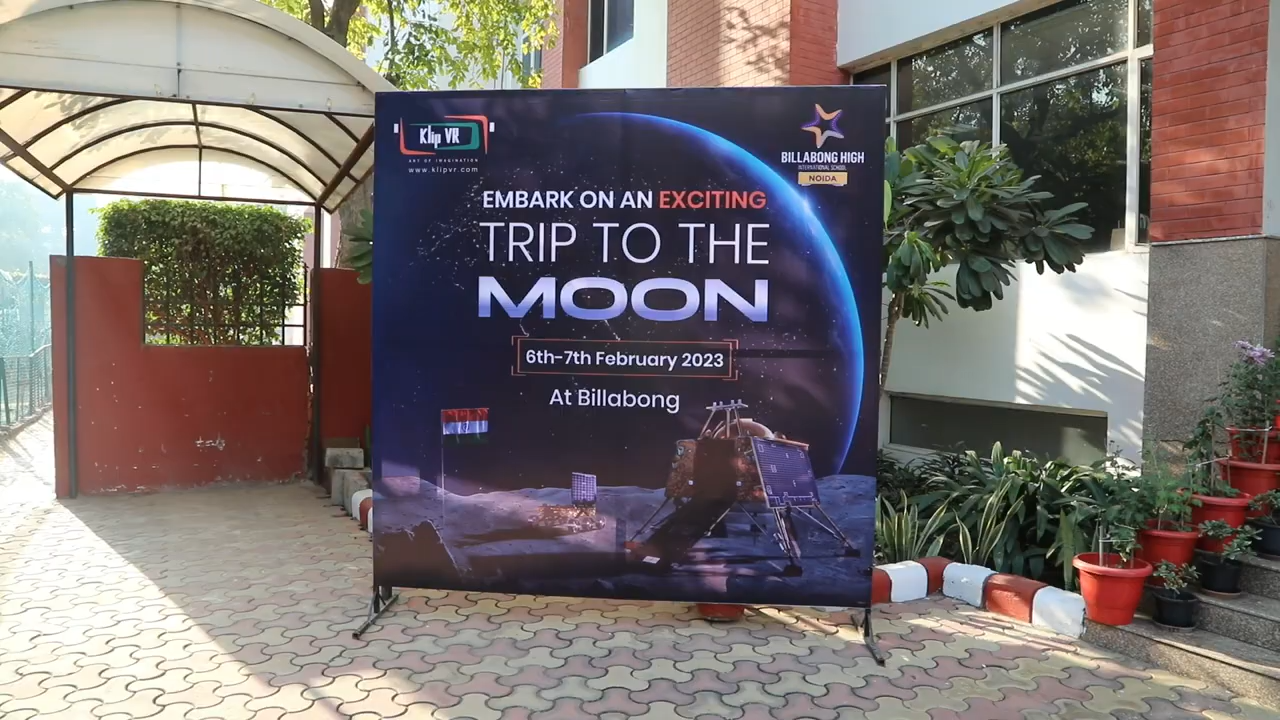 Klip VR
ART OF IMAGINATION
www.klipvr.com
BILLABONG HIGH
INTERNATIONAL SCHOOL
NOIDA
EMBARK ON AN EXCITING
TRIP TO THE
MOON
6th-7th February 2023
At Billabong